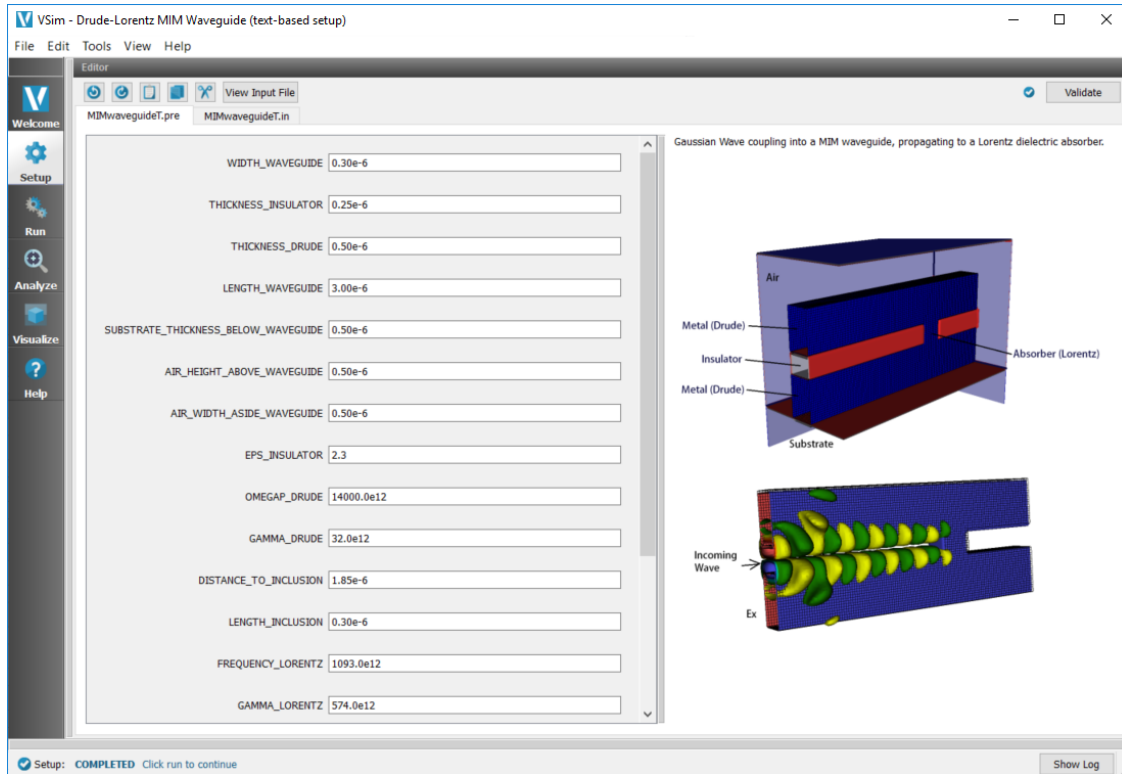 VSim - Drude-Lorentz MIM Waveguide (text-based setup)
File Edit Tools View Help
Editor
View Input File
Validate
MIMwaveguideT.pre
MIMwaveguideT.in
Welcome
Setup
Run
Analyze
Visualize
Help
WIDTH_WAVEGUIDE 0.30e-6
THICKNESS_INSULATOR 0.25e-6
THICKNESS_DRUDE 0.50e-6
LENGTH_WAVEGUIDE 3.00e-6
SUBSTRATE_THICKNESS_BELOW_WAVEGUIDE 0.50e-6
AIR_HEIGHT_ABOVE_WAVEGUIDE 0.50e-6
AIR_WIDTH_ASIDE_WAVEGUIDE 0.50e-6
EPS_INSULATOR 2.3
OMEGAP_DRUDE 14000.0e12
GAMMA_DRUDE 32.0e12
DISTANCE_TO_INCLUSION 1.85e-6
LENGTH_INCLUSION 0.30e-6
FREQUENCY_LORENTZ 1093.0e12
GAMMA_LORENTZ 574.0e12
Gaussian Wave coupling into a MIM waveguide, propagating to a Lorentz dielectric absorber.
Air
Metal (Drude)
Insulator
Absorber (Lorentz)
Metal (Drude)
Substrate
Incoming
Wave
Ex
Setup: COMPLETED Click run to continue
Show Log